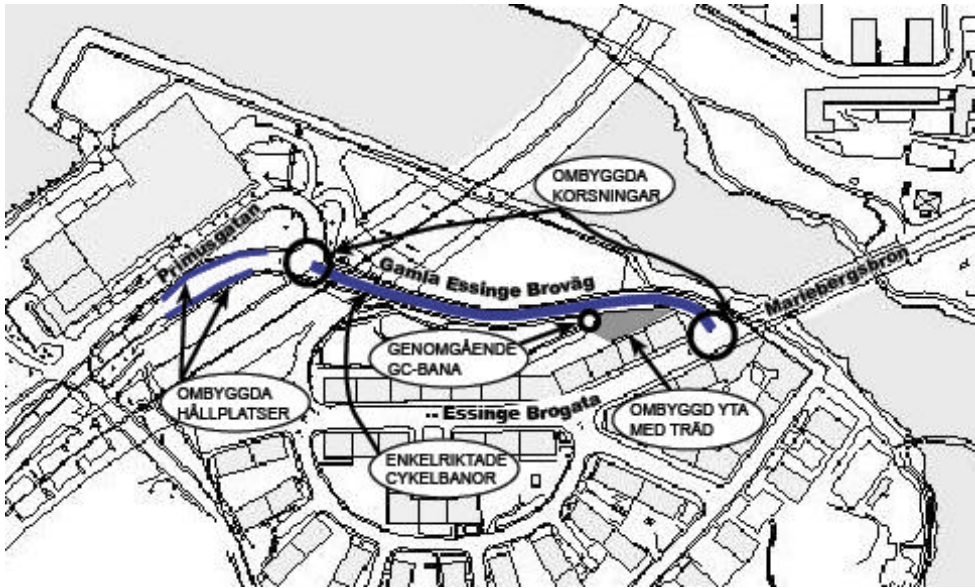 OMBYGGDA
KORSNINGAR
Primusgatan
Gamla Essinge Broväg
Mariebergsbron
GENOMGÅENDE
GC-BANA
OMBYGGDA
HÅLLPLATSER
Essinge Brogata
OMBYGGD YTA
MED TRÄD
ENKELRIKTADE
CYKELBANOR